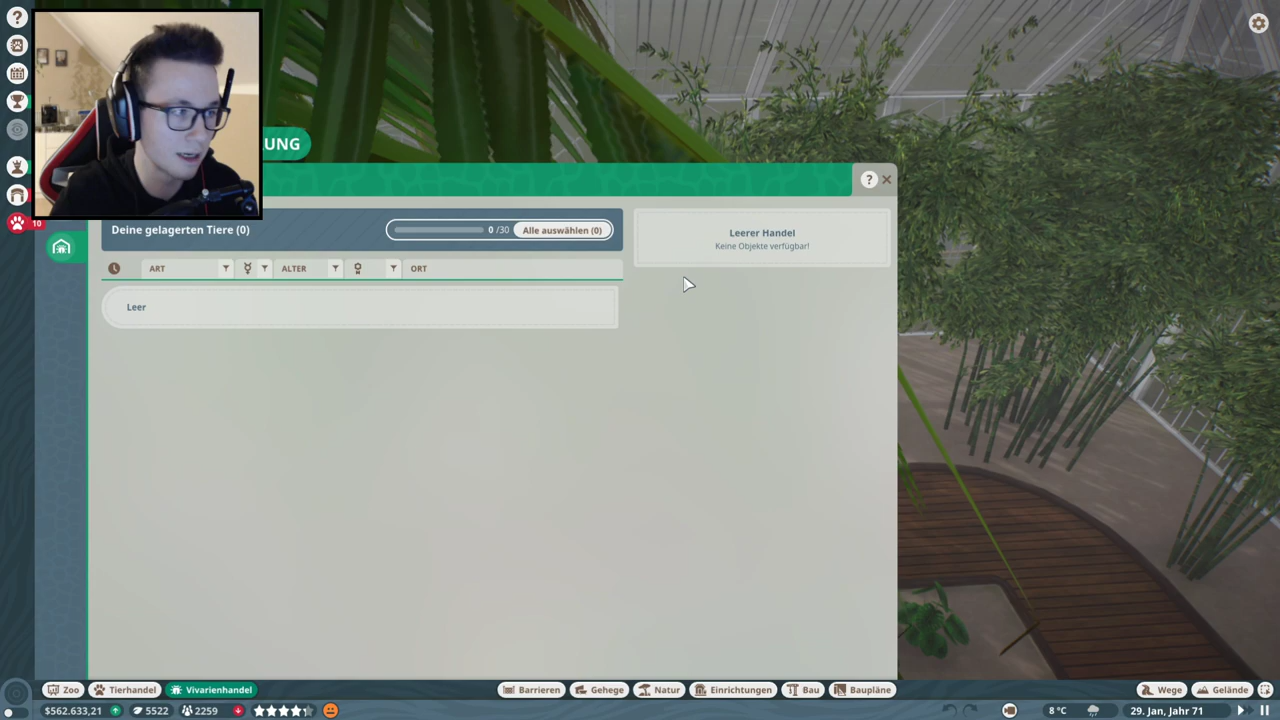 ?
UNG
?
10
Deine gelagerten Tiere (0)
0 /30
Alle auswählen (0)
Leerer Handel
Keine Objekte verfügbar!
ART
ALTER
ORT
Leer
Zoo
Tierhandel
Vivarienhandel
Barrieren
Gehege
Natur
Einrichtungen
Bau
Baupläne
Wege
Gelände
$562.633,21
5522
2259
8 °C
29. Jan, Jahr 71